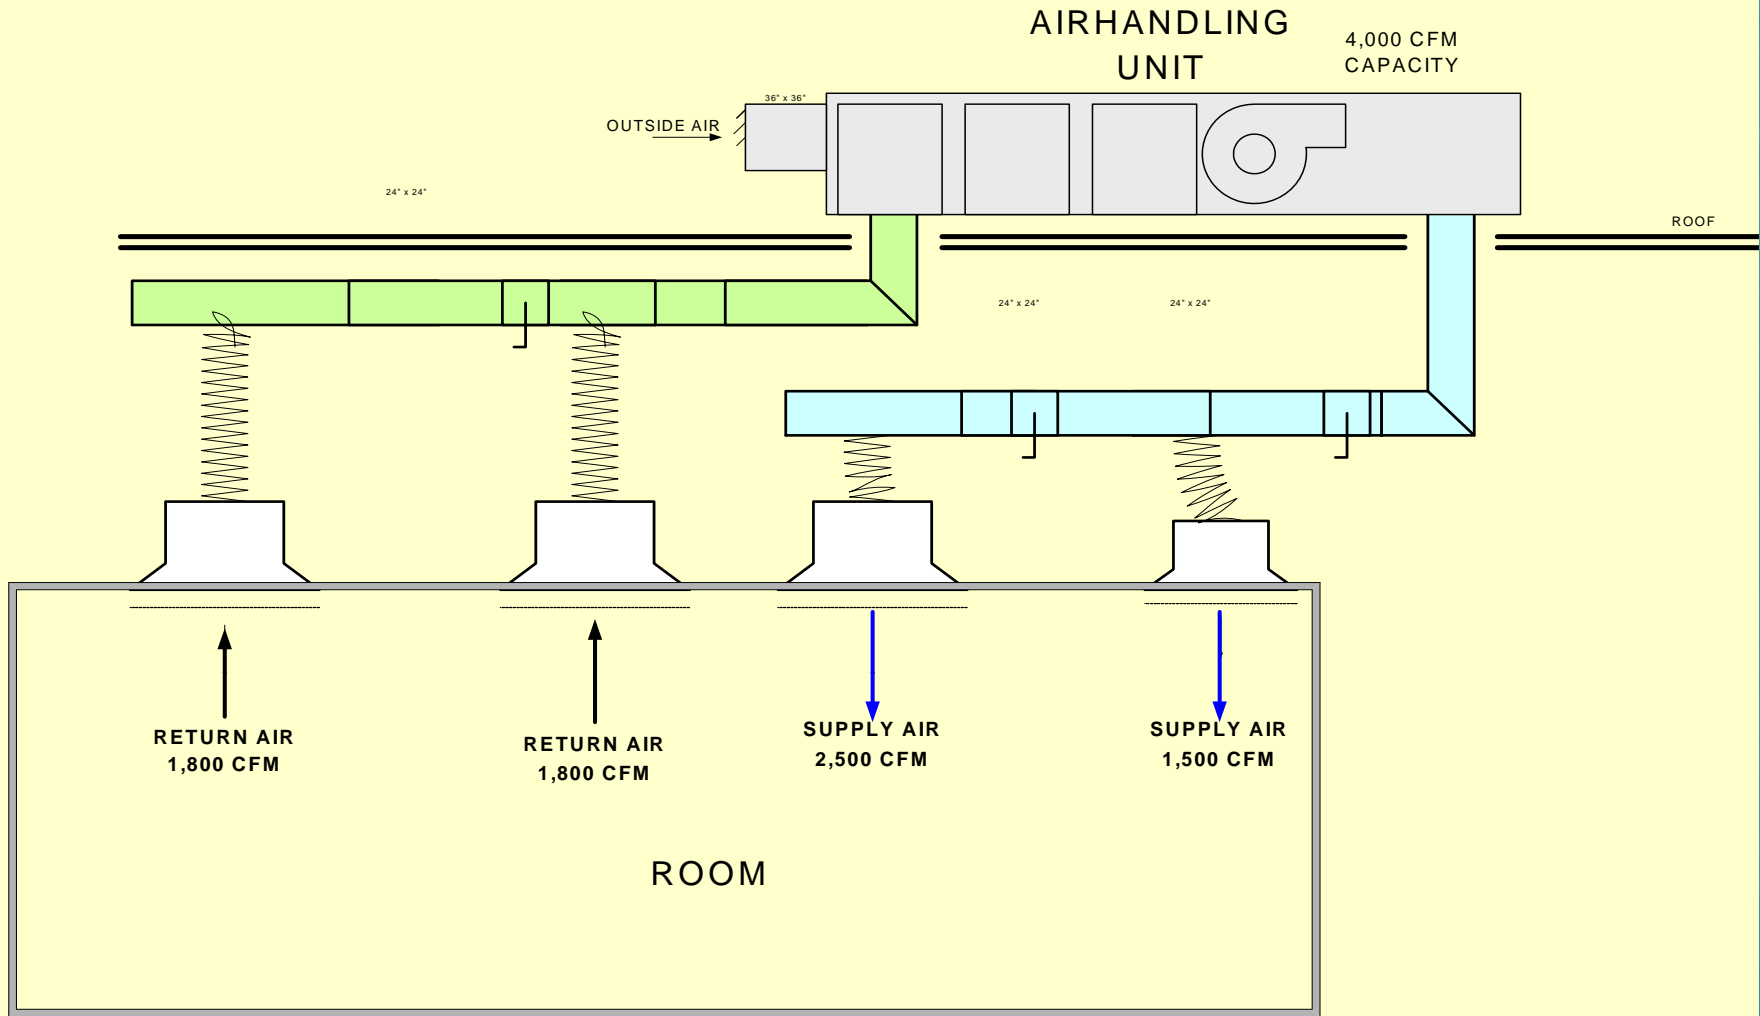 AIRHANDLING
UNIT
4,000 CFM
CAPACITY
36" x 36"
OUTSIDE AIR
24" x 24"
ROOF
24" x 24"
24" x 24"
RETURN AIR
1,800 CFM
RETURN AIR
1,800 CFM
SUPPLY AIR
2,500 CFM
SUPPLY AIR
1,500 CFM
ROOM